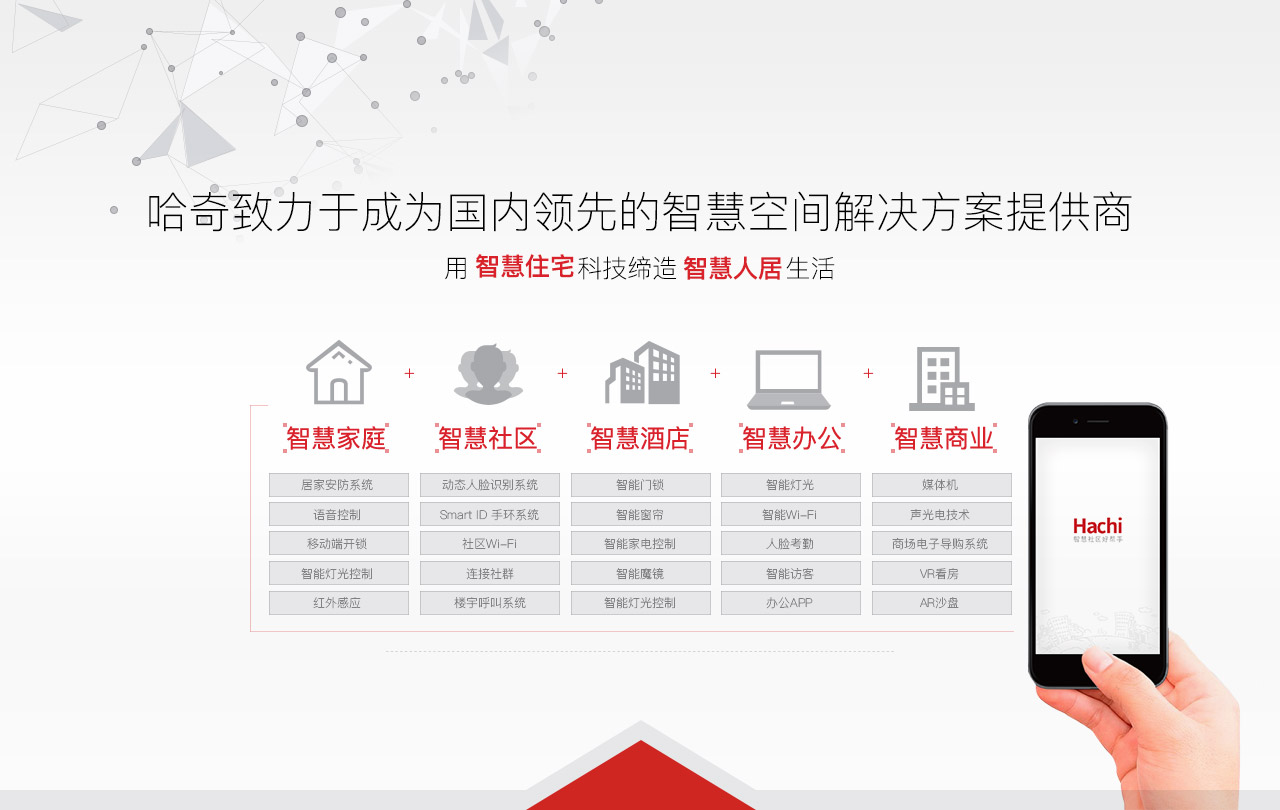 哈奇致力于成为国内领先的智慧空间解决方案提供商
用 智慧住宅科技缔造 智慧人居生活
+ + + +
智慧家庭 智慧社区 智慧酒店 智慧办公 智慧商业
居家安防系统 动态人脸识别系统 智能门锁 智能灯光 媒体机
语音控制 Smart ID 手环系统 智能窗帘 智能Wi-Fi 声光电技术
移动端开锁 社区Wi-Fi 智能家电控制 人脸考勤 商场电子导购系统
智能灯光控制 连接社群 智能魔镜 智能访客 VR看房
红外感应 楼宇呼叫系统 智能灯光控制 办公APP AR沙盘
Hachi
智慧社区好帮手